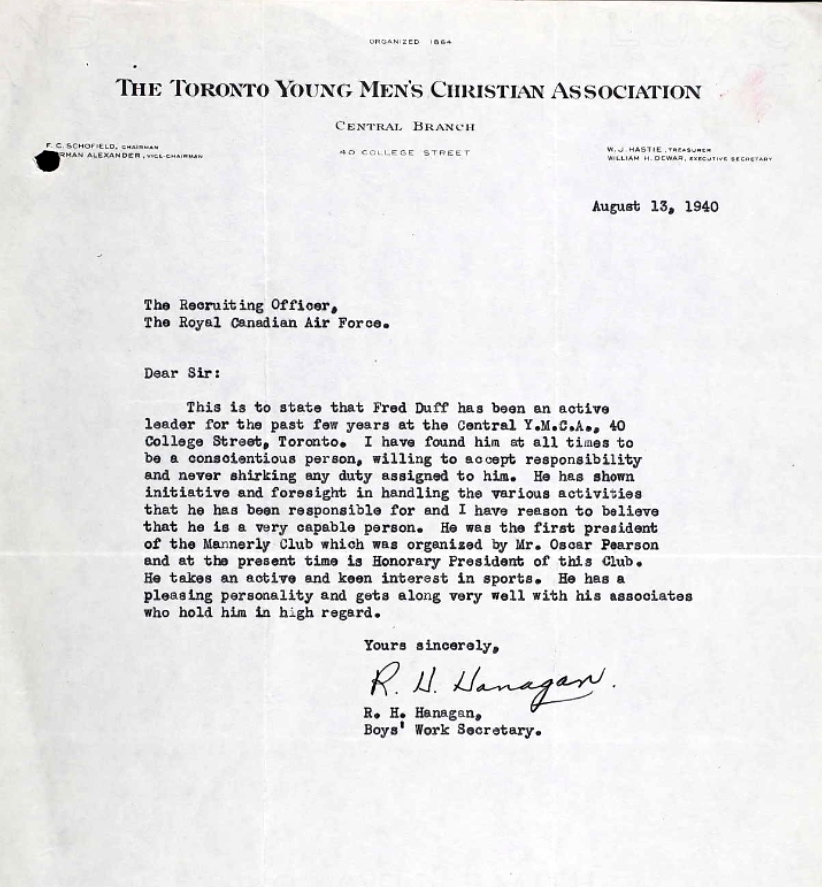 ORGANIZED 1864
THE TORONTO YOUNG MEN'S CHRISTIAN ASSOCIATION
CENTRAL BRANCH
F. C. SCHOFIELD, CHAIRMAN
RMAN ALEXANDER, VICE-CHAIRMAN
40 COLLEGE STREET
W. J. HASTIE, TREASURER
WILLIAM H. DEWAR, EXECUTIVE SECRETARY
August 13, 1940
The Recruiting Officer,
The Royal Canadian Air Force.
Dear Sir:
This is to state that Fred Duff has been an active
leader for the past few years at the Central Y.M.C.A., 40
College Street, Toronto. I have found him at all times to
be a conscientious person, willing to accept responsibility
and never shirking any duty assigned to him. He has shown
initiative and foresight in handling the various activities
that he has been responsible for and I have reason to believe
that he is a very capable person. He was the first president
of the Mannerly Club which was organized by Mr. Oscar Pearson
and at the present time is Honorary President of this Club.
He takes an active and keen interest in sports. He has a
pleasing personality and gets along very well with his associates
who hold him in high regard.
Yours sincerely,
R. H. Hanagan.
R. H. Hanagan,
Boys' Work Secretary.